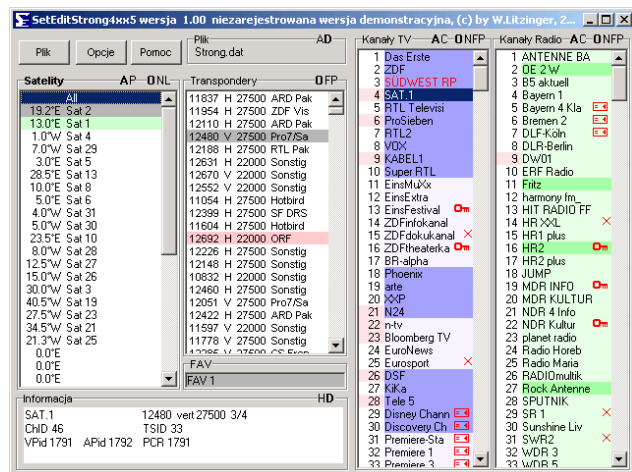 SetEditStrong4xx5 wersja 1.00 niezarejestrowana wersja demonstracyjna, (c) by W.Litzinger, 2...
Plik
Opcje
Pomoc
Plik AD
Strong.dat
Satelity AP ONL
All
19.2°E Sat 2
13.0°E Sat 1
1.0°W Sat 4
7.0°W Sat 29
3.0°E Sat 5
28.5°E Sat 13
10.0°E Sat 8
5.0°E Sat 6
4.0°W Sat 31
5.0°W Sat 30
23.5°E Sat 10
8.0°W Sat 28
12.5°W Sat 27
15.0°W Sat 26
30.0°W Sat 3
40.5°W Sat 19
27.5°W Sat 23
34.5°W Sat 21
21.3°W Sat 25
0.0°E
0.0°E
0.0°E
Transpondery OFP
11837 H 27500 ARD Pak
11954 H 27500 ZDF Vis
12110 H 27500 ARD Pak
12480 V 27500 Pro7/Sa
12188 H 27500 RTL Pak
12631 H 22000 Sonstig
12670 V 22000 Sonstig
12552 V 22000 Sonstig
11054 H 27500 Hotbird
12399 H 27500 SF DRS
11604 H 27500 Hotbird
12692 H 22000 ORF
12226 H 27500 Sonstig
12148 H 27500 Sonstig
10832 H 22000 Sonstig
12460 H 27500 Sonstig
12051 V 27500 Pro7/Sa
12422 H 27500 ARD Pak
11597 V 22000 Sonstig
11778 V 27500 Sonstig
12285 V 27500 CS Fran
FAV
FAV 1
Informacja HD
SAT.1 12480 vert 27500 3/4
ChID 46 TSID 33
VPid 1791 APid 1792 PCR 1791
Kanały TV AC ONFP
1 Das Erste
2 ZDF
3 SÜDWEST RP
4 SAT.1
5 RTL Televisi
6 ProSieben
7 RTL2
8 VOX
9 KABEL1
10 Super RTL
11 EinsMuXx
12 EinsExtra
13 EinsFestival
14 ZDFinfokanal
15 ZDFdokukanal
16 ZDFtheaterka
17 BR-alpha
18 Phoenix
19 arte
20 XXP
21 N24
22 n-tv
23 Bloomberg TV
24 EuroNews
25 Eurosport
26 DSF
27 KiKa
28 Tele 5
29 Disney Chann
30 Discovery Ch
31 Premiere-Sta
32 Premiere 1
33 Premiere 3
Kanały Radio AC ONFP
1 ANTENNE BA
2 OE 2 W
3 B5 aktuell
4 Bayern 1
5 Bayern 4 Kla
6 Bremen 2
7 DLF-Köln
8 DLR-Berlin
9 DW01
10 ERF Radio
11 Fritz
12 harmony fm_
13 HIT RADIO FF
14 HR XXL
15 HR1 plus
16 HR2
17 HR2 plus
18 JUMP
19 MDR INFO
20 MDR KULTUR
21 NDR 4 Info
22 NDR Kultur
23 planet radio
24 Radio Horeb
25 Radio Maria
26 RADIOmultik
27 Rock Antenne
28 SPUTNIK
29 SR 1
30 Sunshine Liv
31 SWR2
32 WDR 3
33 WDR 5